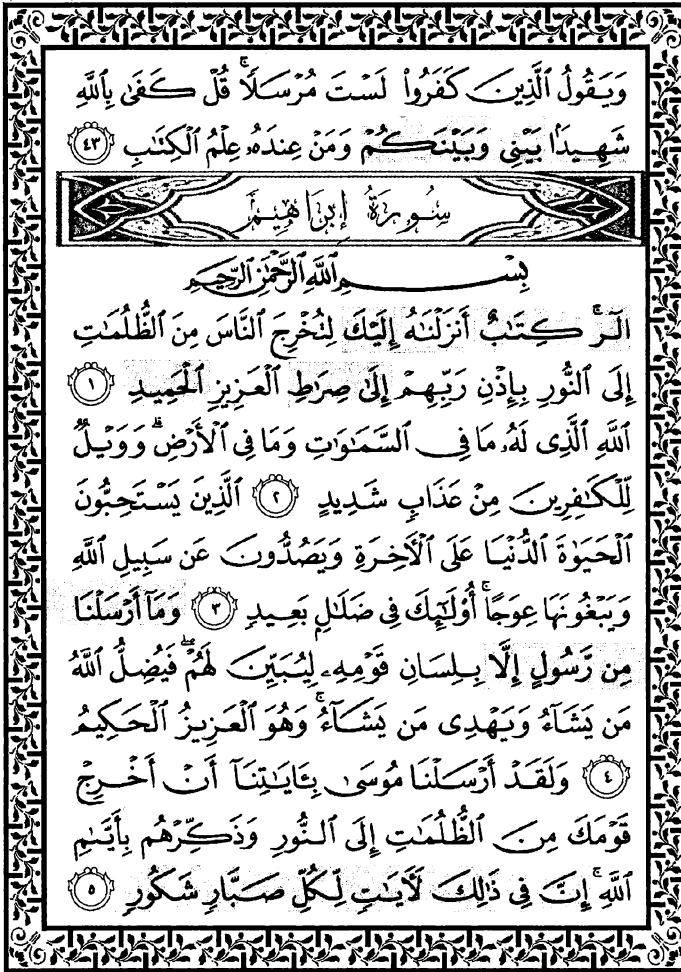 وَيَقُولُ ٱلَّذِينَ كَفَرُوا۟ لَسْتَ مُرْسَلًا ۚ قُلْ كَفَىٰ بِٱللَّهِ
شَهِيدًۢا بَيْنِى وَبَيْنَكُمْ وَمَنْ عِندَهُۥ عِلْمُ ٱلْكِتَٰبِ ٤٣
سُورَةُ إِبْرَاهِيمَ
بِسْمِ ٱللَّهِ ٱلرَّحْمَٰنِ ٱلرَّحِيمِ
الٓر ۚ كِتَٰبٌ أَنزَلْنَٰهُ إِلَيْكَ لِتُخْرِجَ ٱلنَّاسَ مِنَ ٱلظُّلُمَٰتِ
إِلَى ٱلنُّورِ بِإِذْنِ رَبِّهِمْ إِلَىٰ صِرَٰطِ ٱلْعَزِيزِ ٱلْحَمِيدِ ١
ٱللَّهِ ٱلَّذِى لَهُۥ مَا فِى ٱلسَّمَٰوَٰتِ وَمَا فِى ٱلْأَرْضِ ۗ وَوَيْلٌ
لِّلْكَٰفِرِينَ مِنْ عَذَابٍ شَدِيدٍ ٢ ٱلَّذِينَ يَسْتَحِبُّونَ
ٱلْحَيَوٰةَ ٱلدُّنْيَا عَلَى ٱلْءَاخِرَةِ وَيَصُدُّونَ عَن سَبِيلِ ٱللَّهِ
وَيَبْغُونَهَا عِوَجًا ۚ أُو۟لَٰٓئِكَ فِى ضَلَٰلٍۭ بَعِيدٍ ٣ وَمَآ أَرْسَلْنَا
مِن رَّسُولٍ إِلَّا بِلِسَانِ قَوْمِهِۦ لِيُبَيِّنَ لَهُمْ ۖ فَيُضِلُّ ٱللَّهُ
مَن يَشَآءُ وَيَهْدِى مَن يَشَآءُ ۚ وَهُوَ ٱلْعَزِيزُ ٱلْحَكِيمُ
٤ وَلَقَدْ أَرْسَلْنَا مُوسَىٰ بِـَٔايَٰتِنَآ أَنْ أَخْرِجْ
قَوْمَكَ مِنَ ٱلظُّلُمَٰتِ إِلَى ٱلنُّورِ وَذَكِّرْهُم بِأَيَّىٰمِ
ٱللَّهِ ۚ إِنَّ فِى ذَٰلِكَ لَءَايَٰتٍ لِّكُلِّ صَبَّارٍ شَكُورٍ ٥